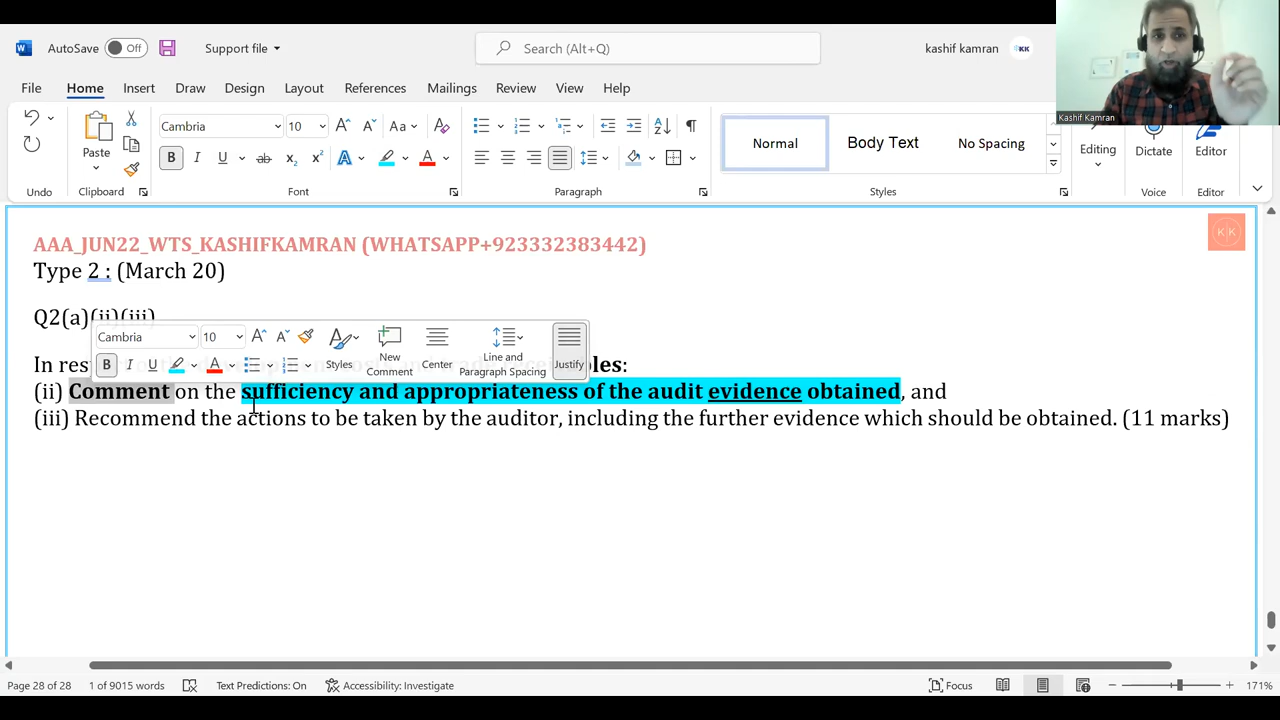 AutoSave
Off
Support file
Search (Alt+Q)
kashif kamran
KK
Kashif Kamran
File Home Insert Draw Design Layout References Mailings Review View Help
Paste
Cambria 10
Aa
Normal
Body Text
No Spacing
Editing
Dictate
Editor
Undo
Clipboard
Font
Paragraph
Styles
Voice
Editor
AAA_JUN22_WTS_KASHIFKAMRAN (WHATSAPP+923332383442)
K K
Type 2 : (March 20)
Q2(a)(ii)(iii)
Cambria 10
Styles
New Comment
Center
Line and Paragraph Spacing
Justify
(ii) Comment on the sufficiency and appropriateness of the audit evidence obtained, and
(iii) Recommend the actions to be taken by the auditor, including the further evidence which should be obtained. (11 marks)
Page 28 of 28 1 of 9015 words Text Predictions: On Accessibility: Investigate Focus 171%